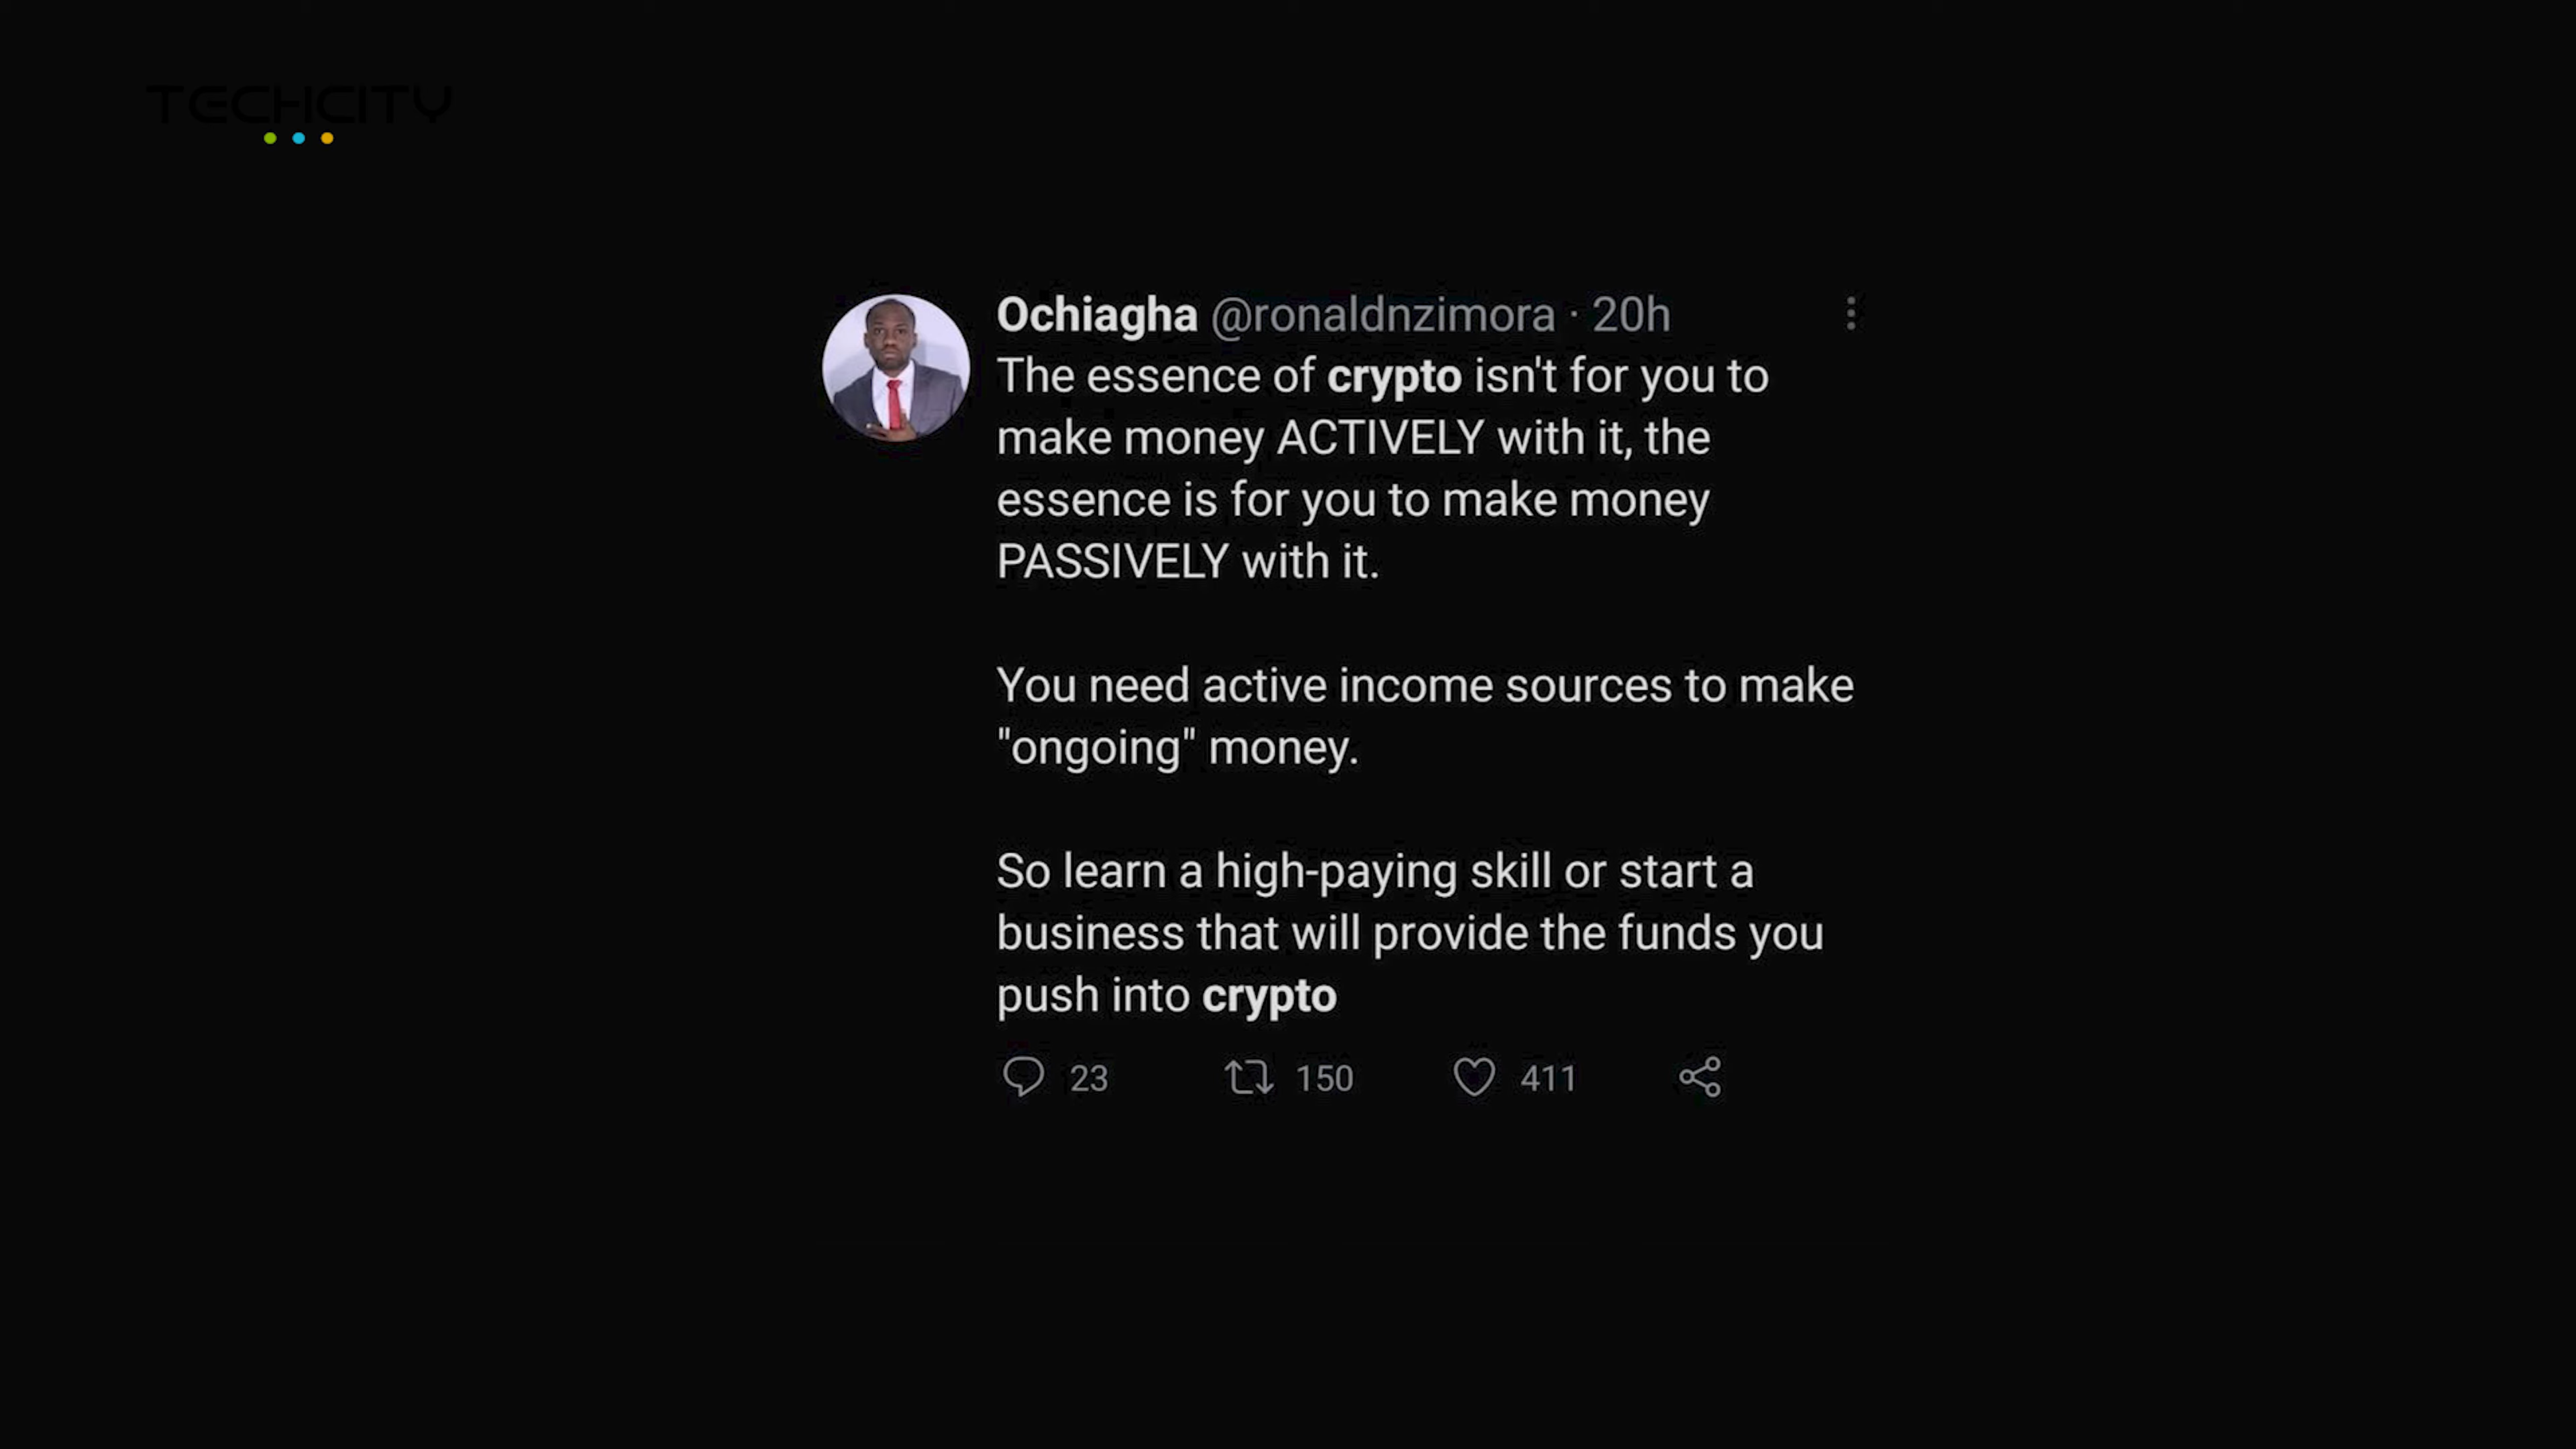 TECHCITY
Ochiagha @ronaldnzimora · 20h
The essence of crypto isn't for you to
make money ACTIVELY with it, the
essence is for you to make money
PASSIVELY with it.
You need active income sources to make
"ongoing" money.
So learn a high-paying skill or start a
business that will provide the funds you
push into crypto
23 150 411